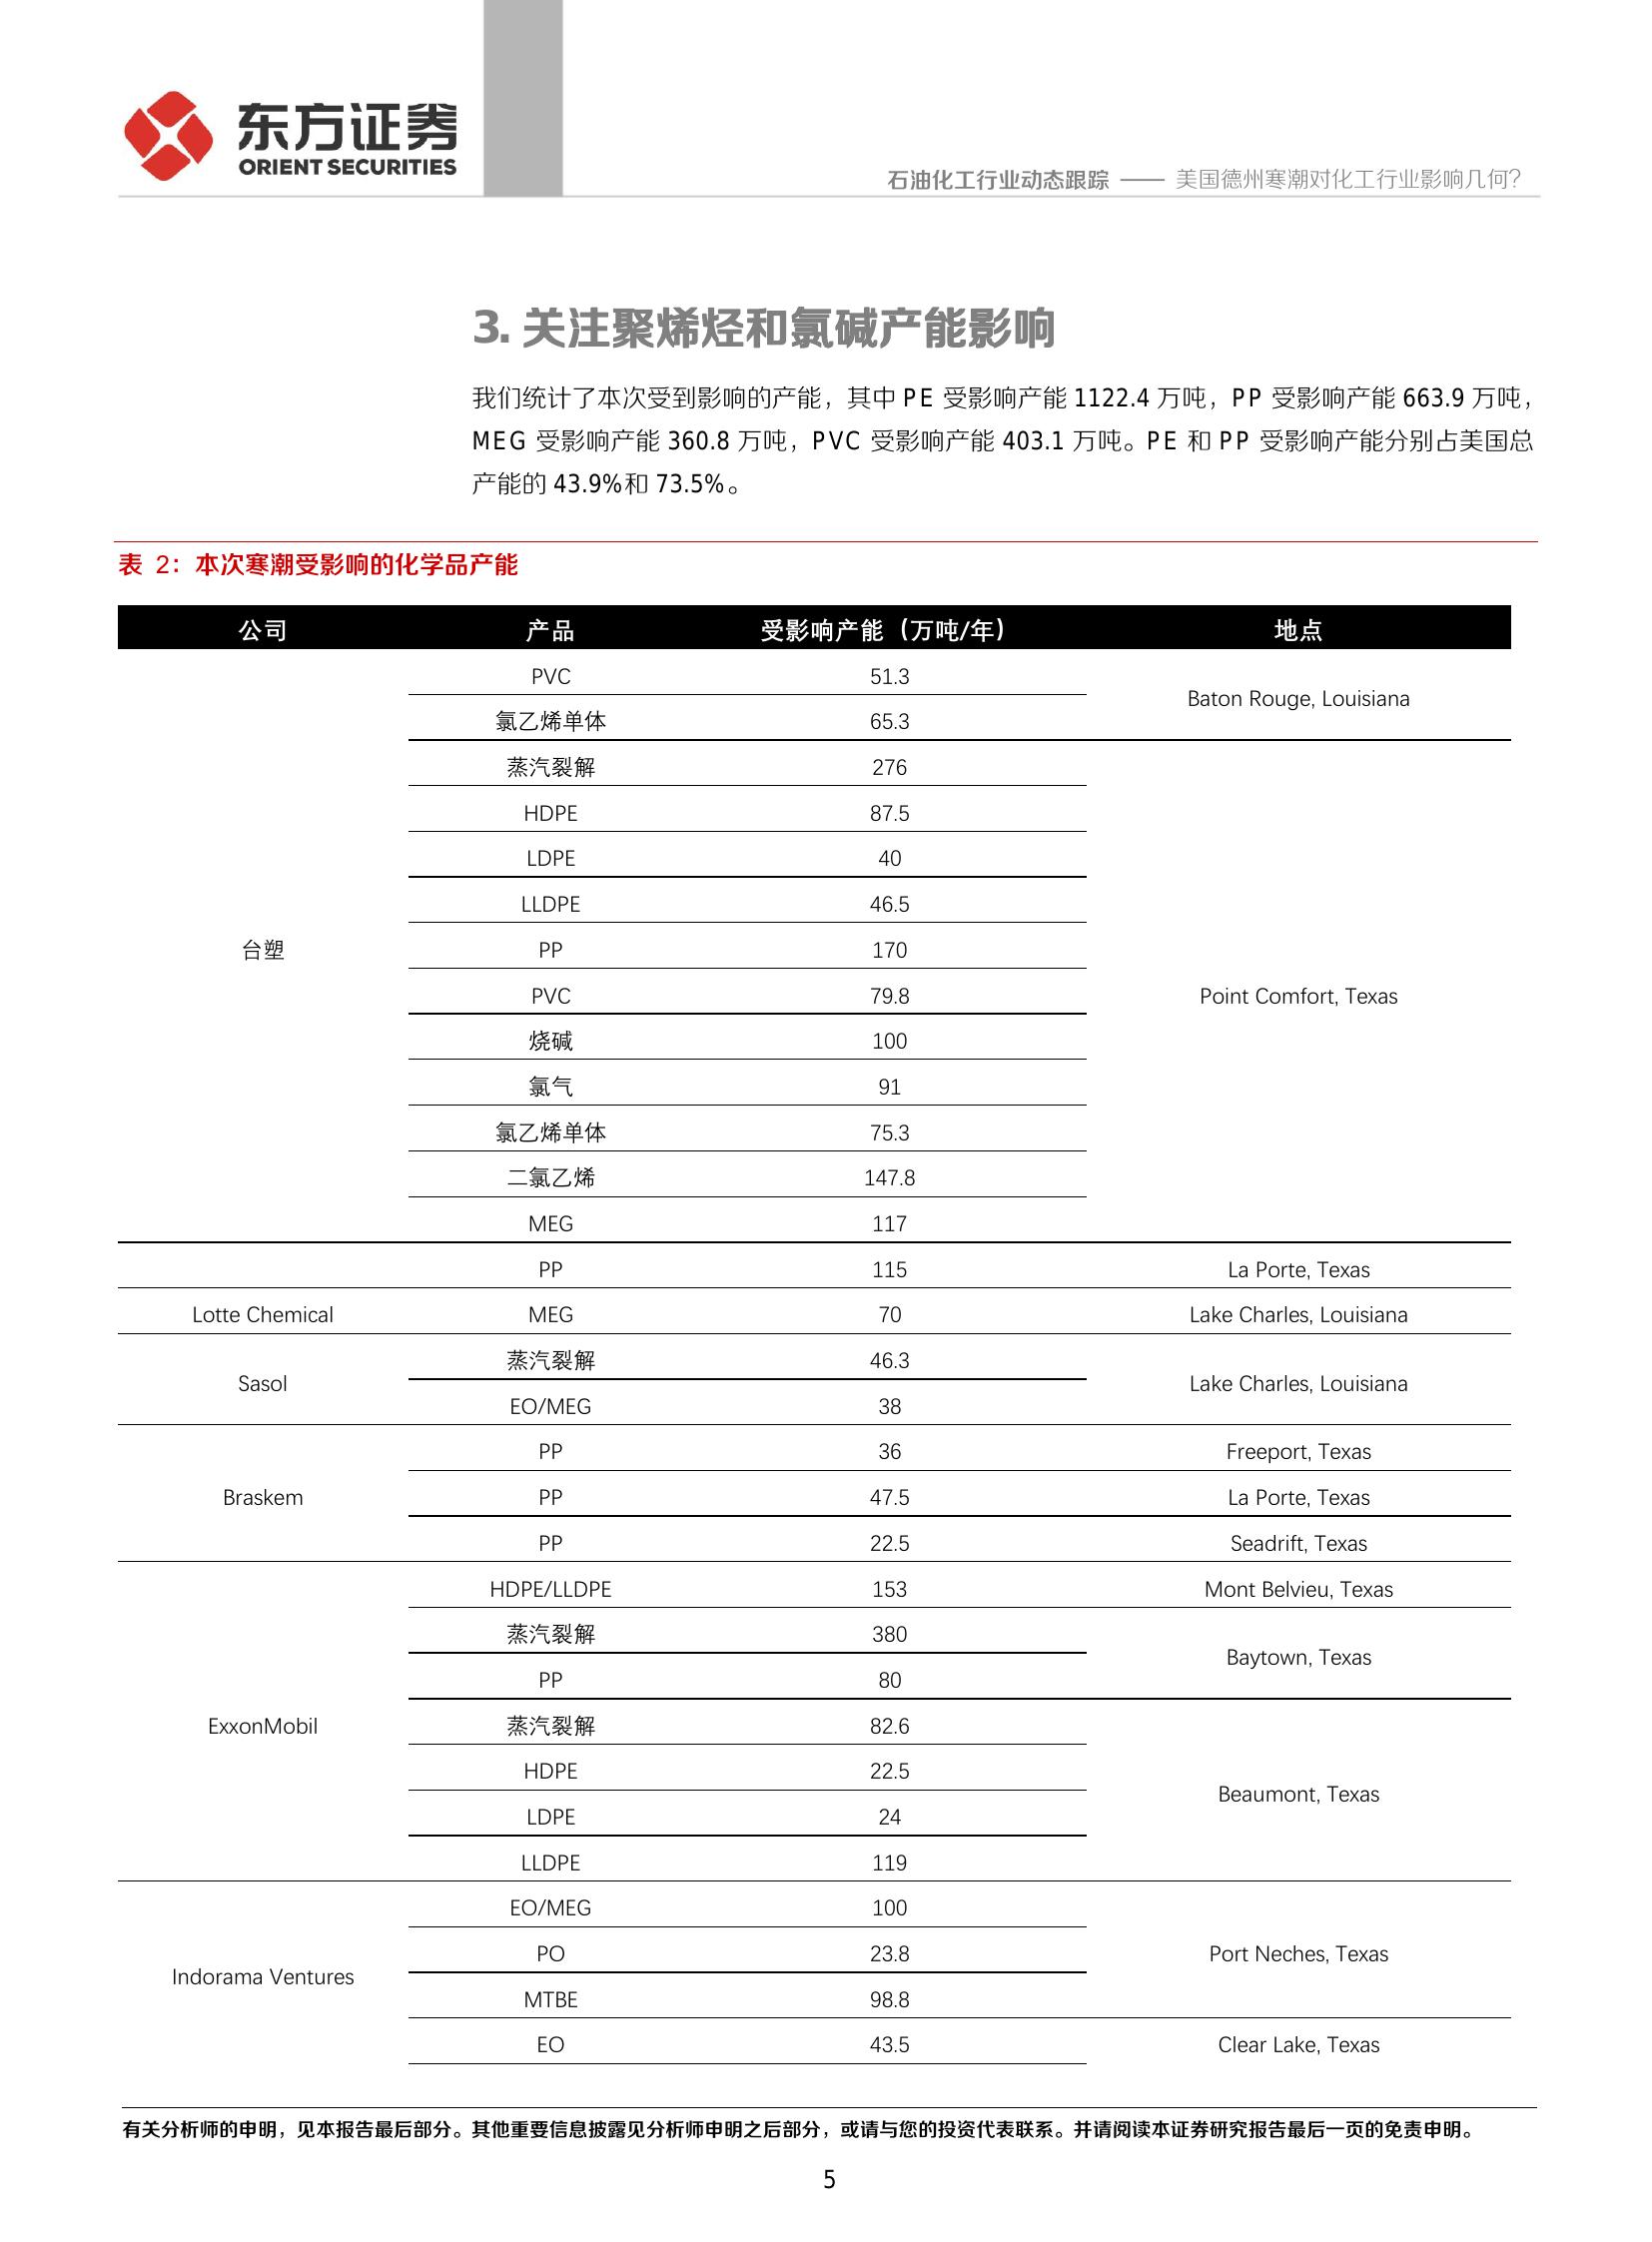 东方证券
ORIENT SECURITIES
石油化工行业动态跟踪 —— 美国德州寒潮对化工行业影响几何？
3. 关注聚烯烃和氯碱产能影响
我们统计了本次受到影响的产能，其中 PE 受影响产能 1122.4 万吨，PP 受影响产能 663.9 万吨，
MEG 受影响产能 360.8 万吨，PVC 受影响产能 403.1 万吨。PE 和 PP 受影响产能分别占美国总
产能的 43.9%和 73.5%。
表 2：本次寒潮受影响的化学品产能
公司 产品 受影响产能（万吨/年） 地点
PVC 51.3
Baton Rouge, Louisiana
氯乙烯单体 65.3
蒸汽裂解 276
HDPE 87.5
LDPE 40
LLDPE 46.5
台塑 PP 170
PVC 79.8 Point Comfort, Texas
烧碱 100
氯气 91
氯乙烯单体 75.3
二氯乙烯 147.8
MEG 117
PP 115 La Porte, Texas
Lotte Chemical MEG 70 Lake Charles, Louisiana
蒸汽裂解 46.3
Sasol Lake Charles, Louisiana
EO/MEG 38
PP 36 Freeport, Texas
Braskem PP 47.5 La Porte, Texas
PP 22.5 Seadrift, Texas
HDPE/LLDPE 153 Mont Belvieu, Texas
蒸汽裂解 380
Baytown, Texas
PP 80
ExxonMobil 蒸汽裂解 82.6
HDPE 22.5
Beaumont, Texas
LDPE 24
LLDPE 119
EO/MEG 100
PO 23.8 Port Neches, Texas
Indorama Ventures
MTBE 98.8
EO 43.5 Clear Lake, Texas
有关分析师的申明，见本报告最后部分。其他重要信息披露见分析师申明之后部分，或请与您的投资代表联系。并请阅读本证券研究报告最后一页的免责申明。
5